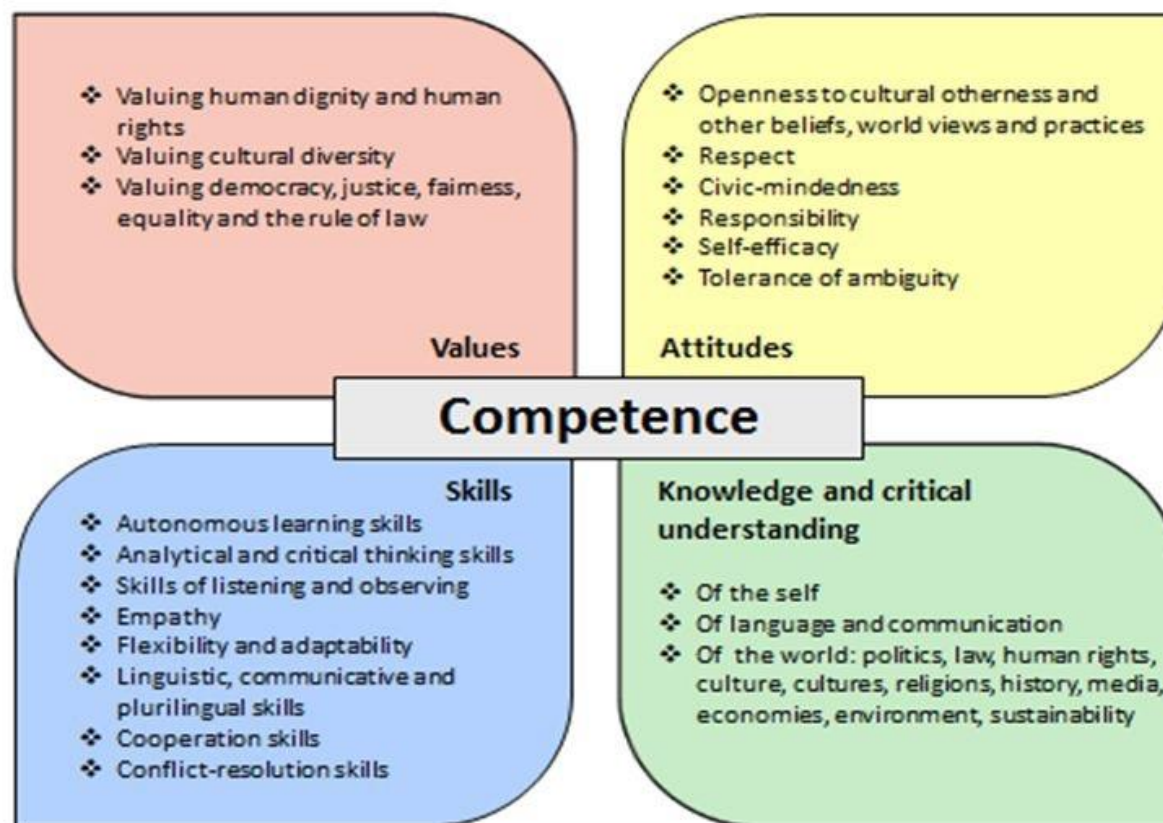 ❖ Valuing human dignity and human
rights
❖ Valuing cultural diversity
❖ Valuing democracy, justice, fairness,
equality and the rule of law
Values
❖ Openness to cultural otherness and
other beliefs, world views and practices
❖ Respect
❖ Civic-mindedness
❖ Responsibility
❖ Self-efficacy
❖ Tolerance of ambiguity
Attitudes
Competence
Skills
❖ Autonomous learning skills
❖ Analytical and critical thinking skills
❖ Skills of listening and observing
❖ Empathy
❖ Flexibility and adaptability
❖ Linguistic, communicative and
plurilingual skills
❖ Cooperation skills
❖ Conflict-resolution skills
Knowledge and critical
understanding
❖ Of the self
❖ Of language and communication
❖ Of the world: politics, law, human rights,
culture, cultures, religions, history, media,
economies, environment, sustainability